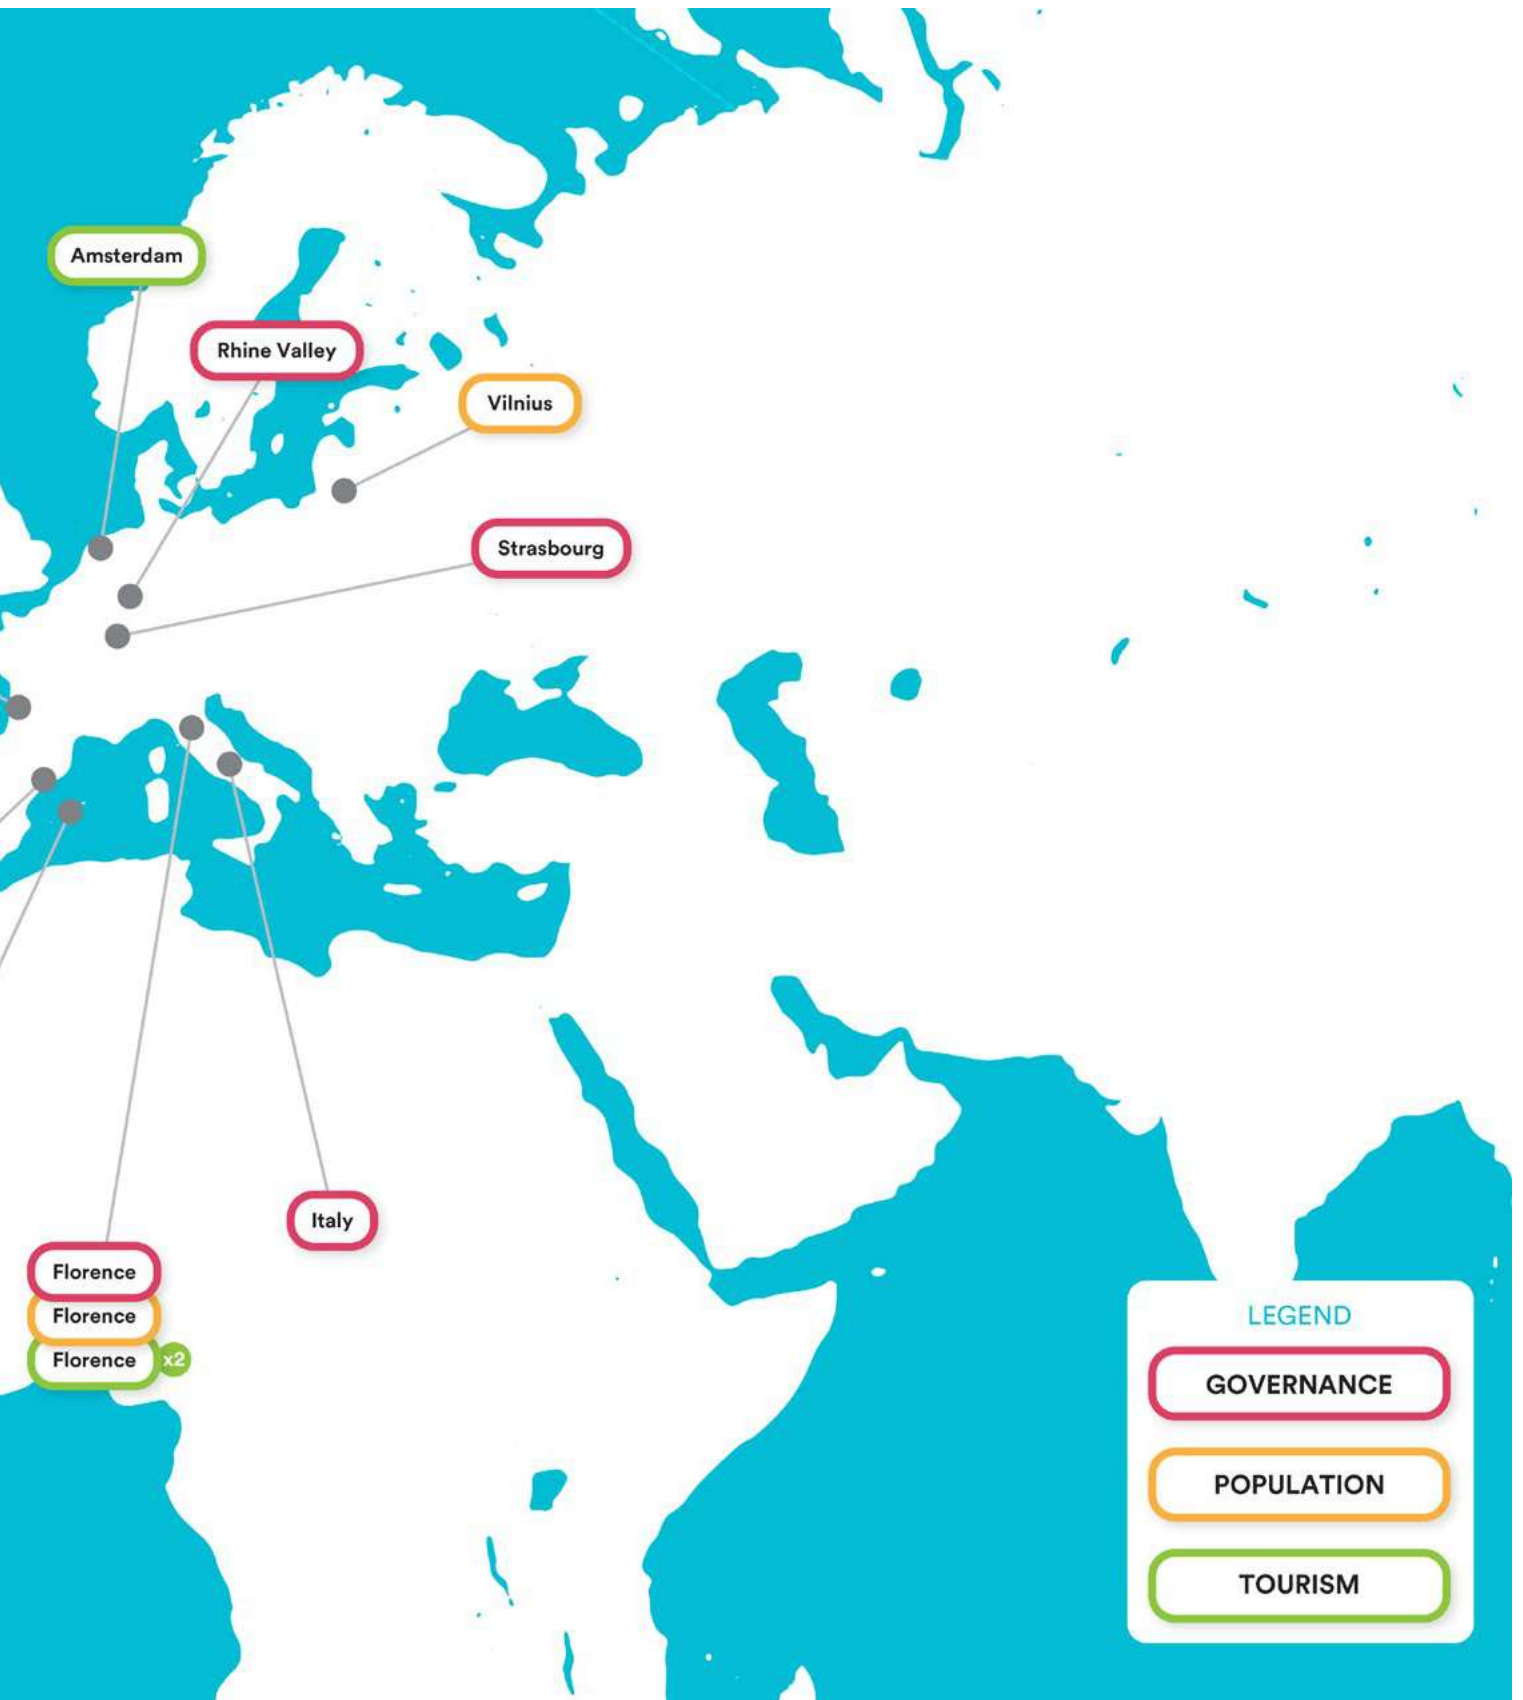 Amsterdam
Rhine Valley
Vilnius
Strasbourg
Italy
Florence
Florence
Florence x2
LEGEND
GOVERNANCE
POPULATION
TOURISM